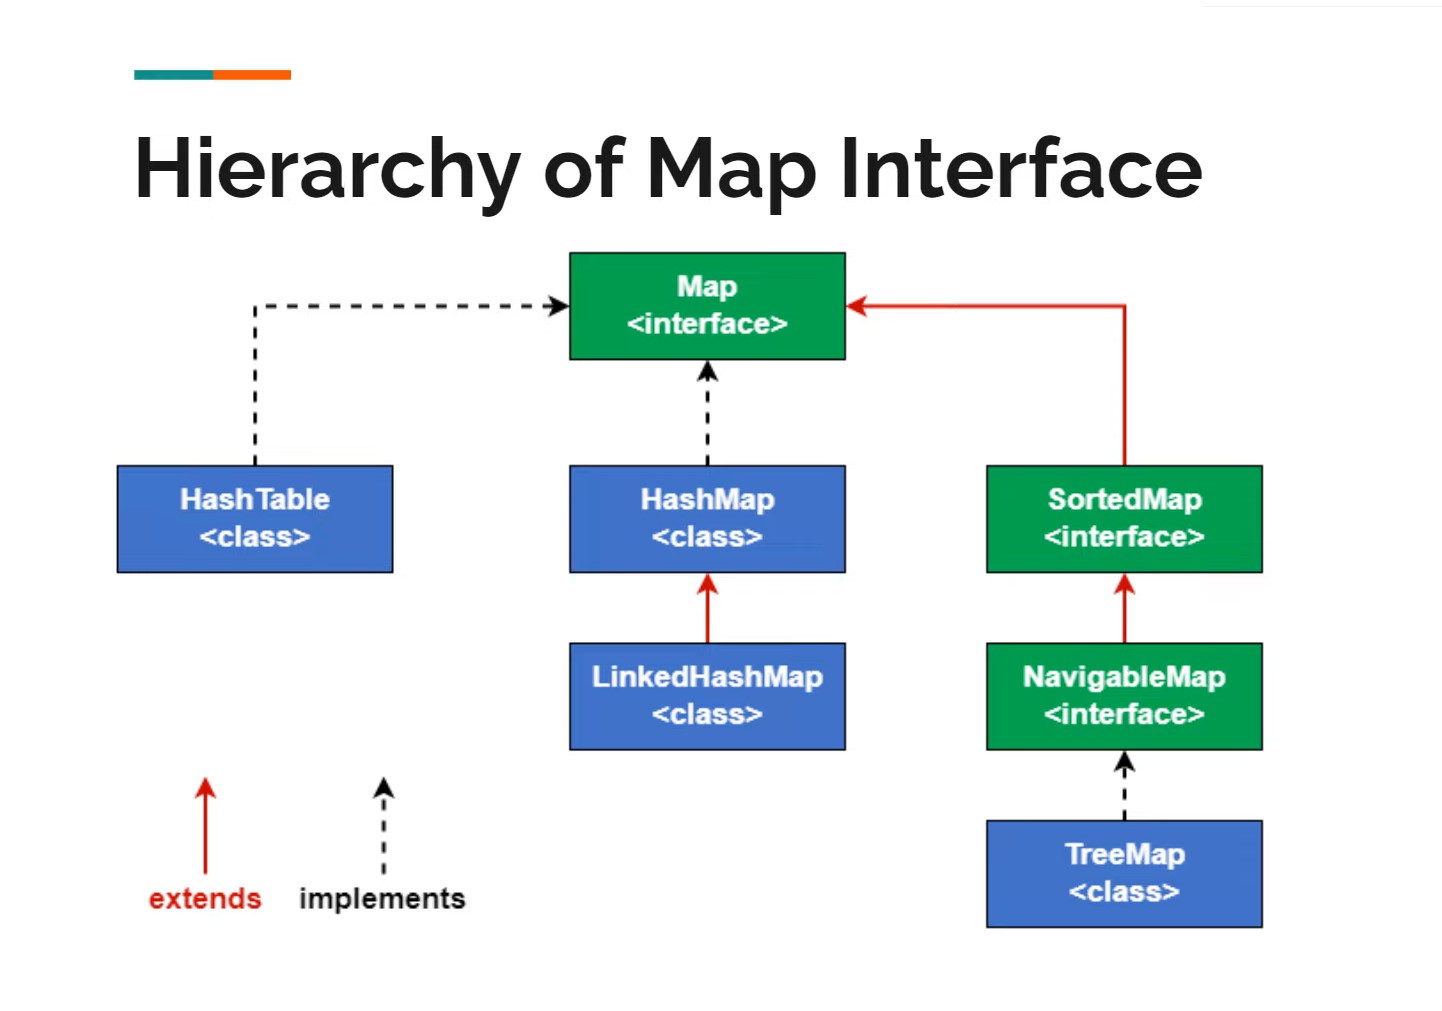 Hierarchy of Map Interface
Map
<interface>
HashTable
<class>
HashMap
<class>
SortedMap
<interface>
LinkedHashMap
<class>
NavigableMap
<interface>
TreeMap
<class>
extends
implements